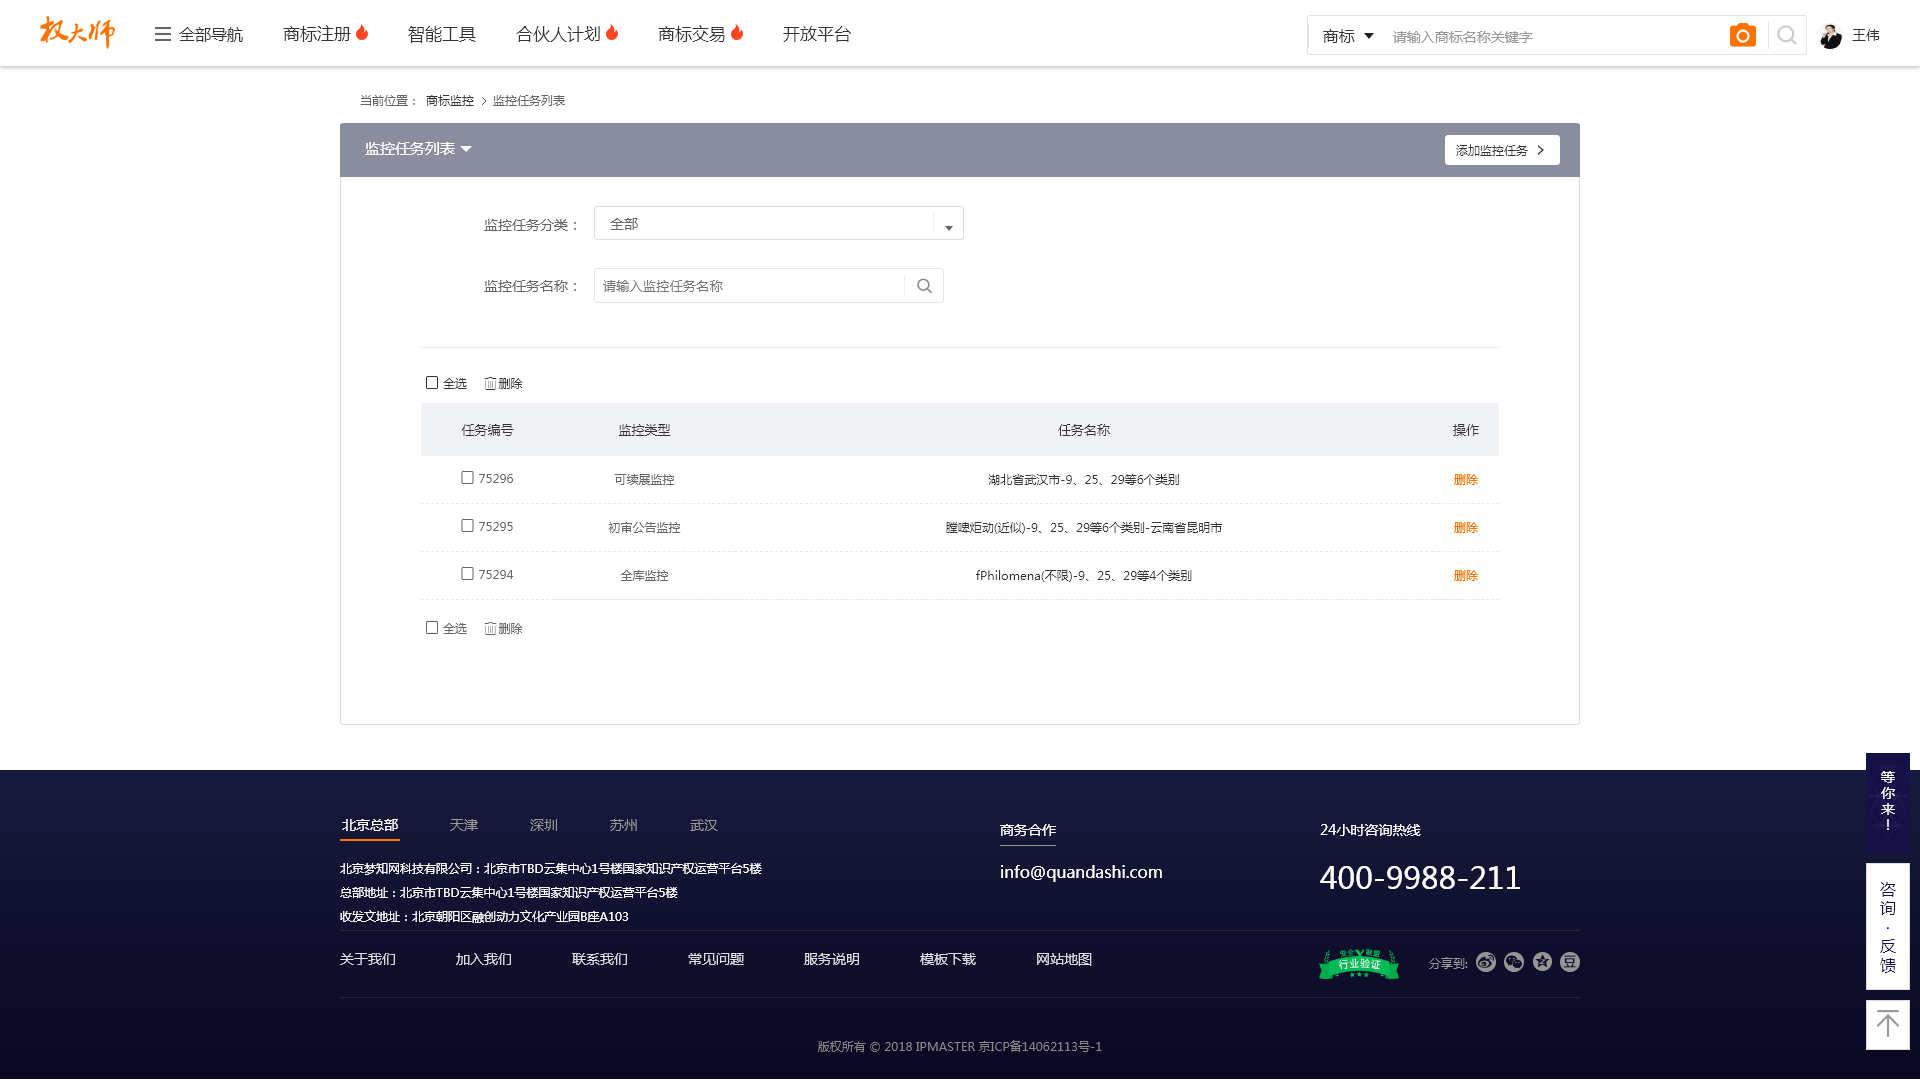 权大师 全部导航 商标注册 智能工具 合伙人计划 商标交易 开放平台 商标 请输入商标名称关键字 王伟
当前位置： 商标监控 > 监控任务列表
监控任务列表 添加监控任务 >
监控任务分类： 全部
监控任务名称： 请输入监控任务名称
全选 删除
任务编号 监控类型 任务名称 操作
75296 可续展监控 湖北省武汉市-9、25、29等6个类别 删除
75295 初审公告监控 膛啤炬动(近似)-9、25、29等6个类别-云南省昆明市 删除
75294 全库监控 fPhilomena(不限)-9、25、29等4个类别 删除
全选 删除
等你来！
咨询·反馈
北京总部 天津 深圳 苏州 武汉
北京梦知网科技有限公司：北京市TBD云集中心1号楼国家知识产权运营平台5楼
总部地址：北京市TBD云集中心1号楼国家知识产权运营平台5楼
收发文地址：北京朝阳区融创动力文化产业园B座A103
商务合作
info@quandashi.com
24小时咨询热线
400-9988-211
关于我们 加入我们 联系我们 常见问题 服务说明 模板下载 网站地图
安全联盟
行业验证
分享到:
版权所有 © 2018 IPMASTER 京ICP备14062113号-1